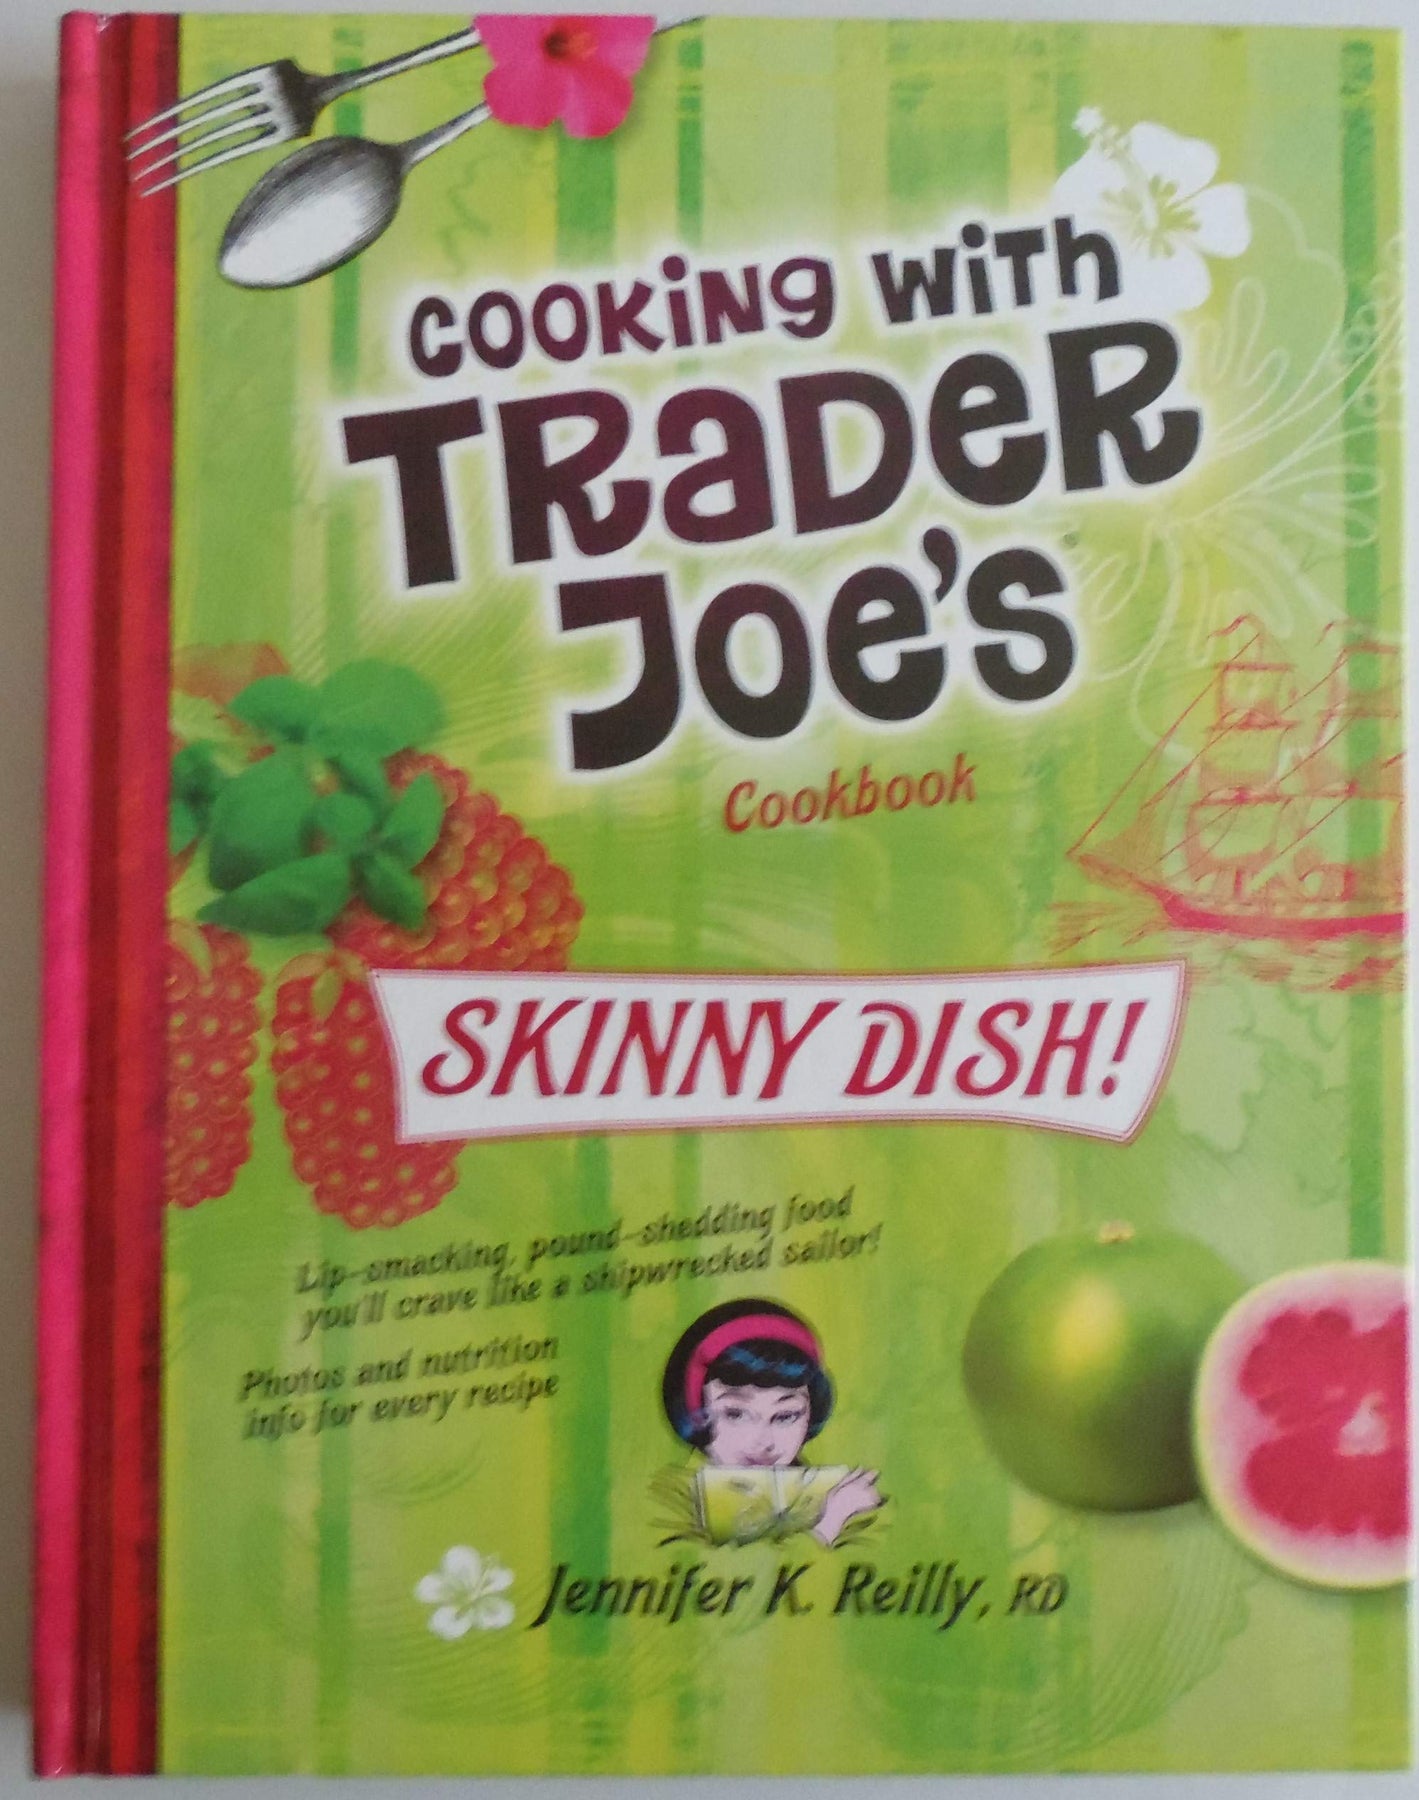 COOKING WITH
TRADER
JOE'S
Cookbook
SKINNY DISH!
Lip-smacking, pound-shedding food
you'll crave like a shipwrecked sailor!
Photos and nutrition
info for every recipe
Jennifer K. Reilly, RD